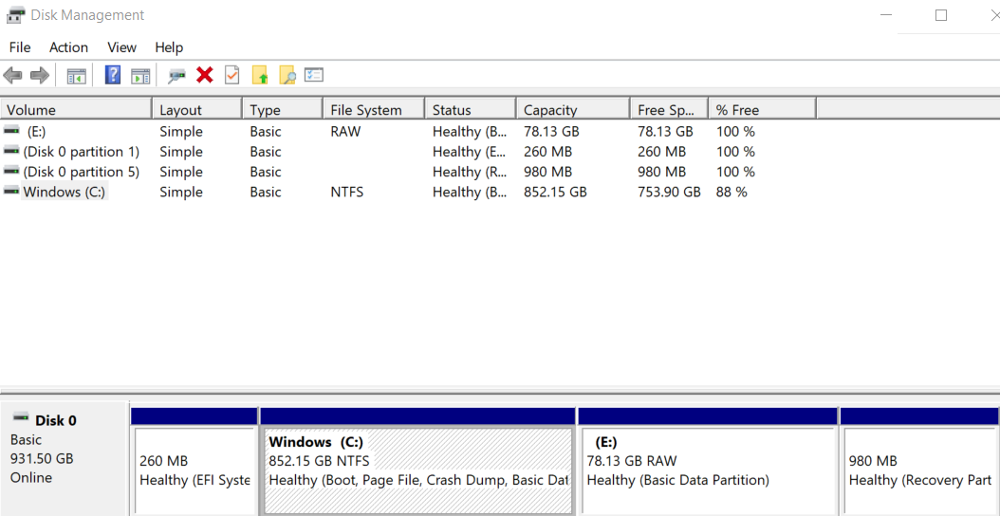 Disk Management
File Action View Help
Volume Layout Type File System Status Capacity Free Sp... % Free
(E:) Simple Basic RAW Healthy (B... 78.13 GB 78.13 GB 100 %
(Disk 0 partition 1) Simple Basic Healthy (E... 260 MB 260 MB 100 %
(Disk 0 partition 5) Simple Basic Healthy (R... 980 MB 980 MB 100 %
Windows (C:) Simple Basic NTFS Healthy (B... 852.15 GB 753.90 GB 88 %
Disk 0
Basic
931.50 GB
Online
260 MB
Healthy (EFI Syste
Windows (C:)
852.15 GB NTFS
Healthy (Boot, Page File, Crash Dump, Basic Dat
(E:)
78.13 GB RAW
Healthy (Basic Data Partition)
980 MB
Healthy (Recovery Part